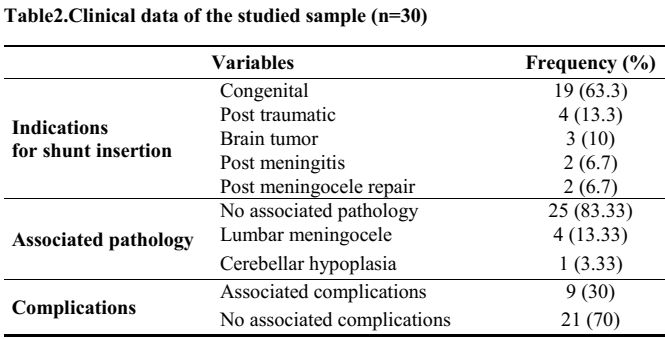 Table2.Clinical data of the studied sample (n=30)
Variables Frequency (%)
Indications for shunt insertion
Congenital 19 (63.3)
Post traumatic 4 (13.3)
Brain tumor 3 (10)
Post meningitis 2 (6.7)
Post meningocele repair 2 (6.7)
Associated pathology
No associated pathology 25 (83.33)
Lumbar meningocele 4 (13.33)
Cerebellar hypoplasia 1 (3.33)
Complications
Associated complications 9 (30)
No associated complications 21 (70)